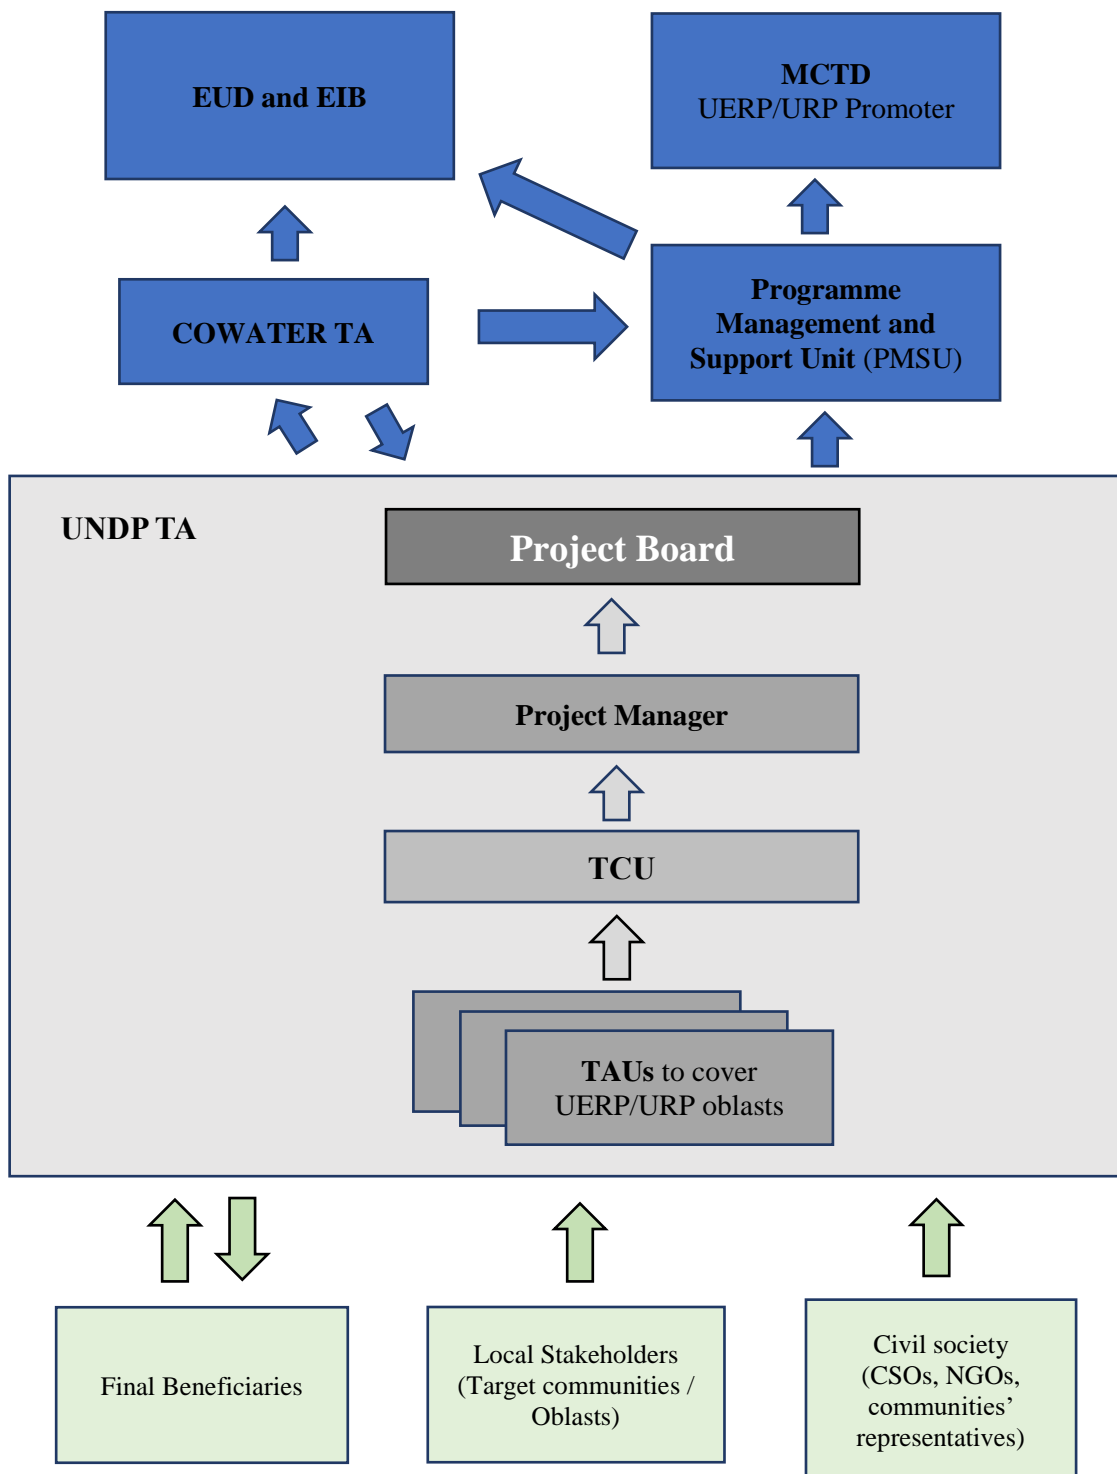 EUD and EIB
MCTD
UERP/URP Promoter
COWATER TA
Programme
Management and
Support Unit (PMSU)
UNDP TA
Project Board
Project Manager
TCU
TAUs to cover
UERP/URP oblasts
Final Beneficiaries
Local Stakeholders
(Target communities /
Oblasts)
Civil society
(CSOs, NGOs,
communities’
representatives)